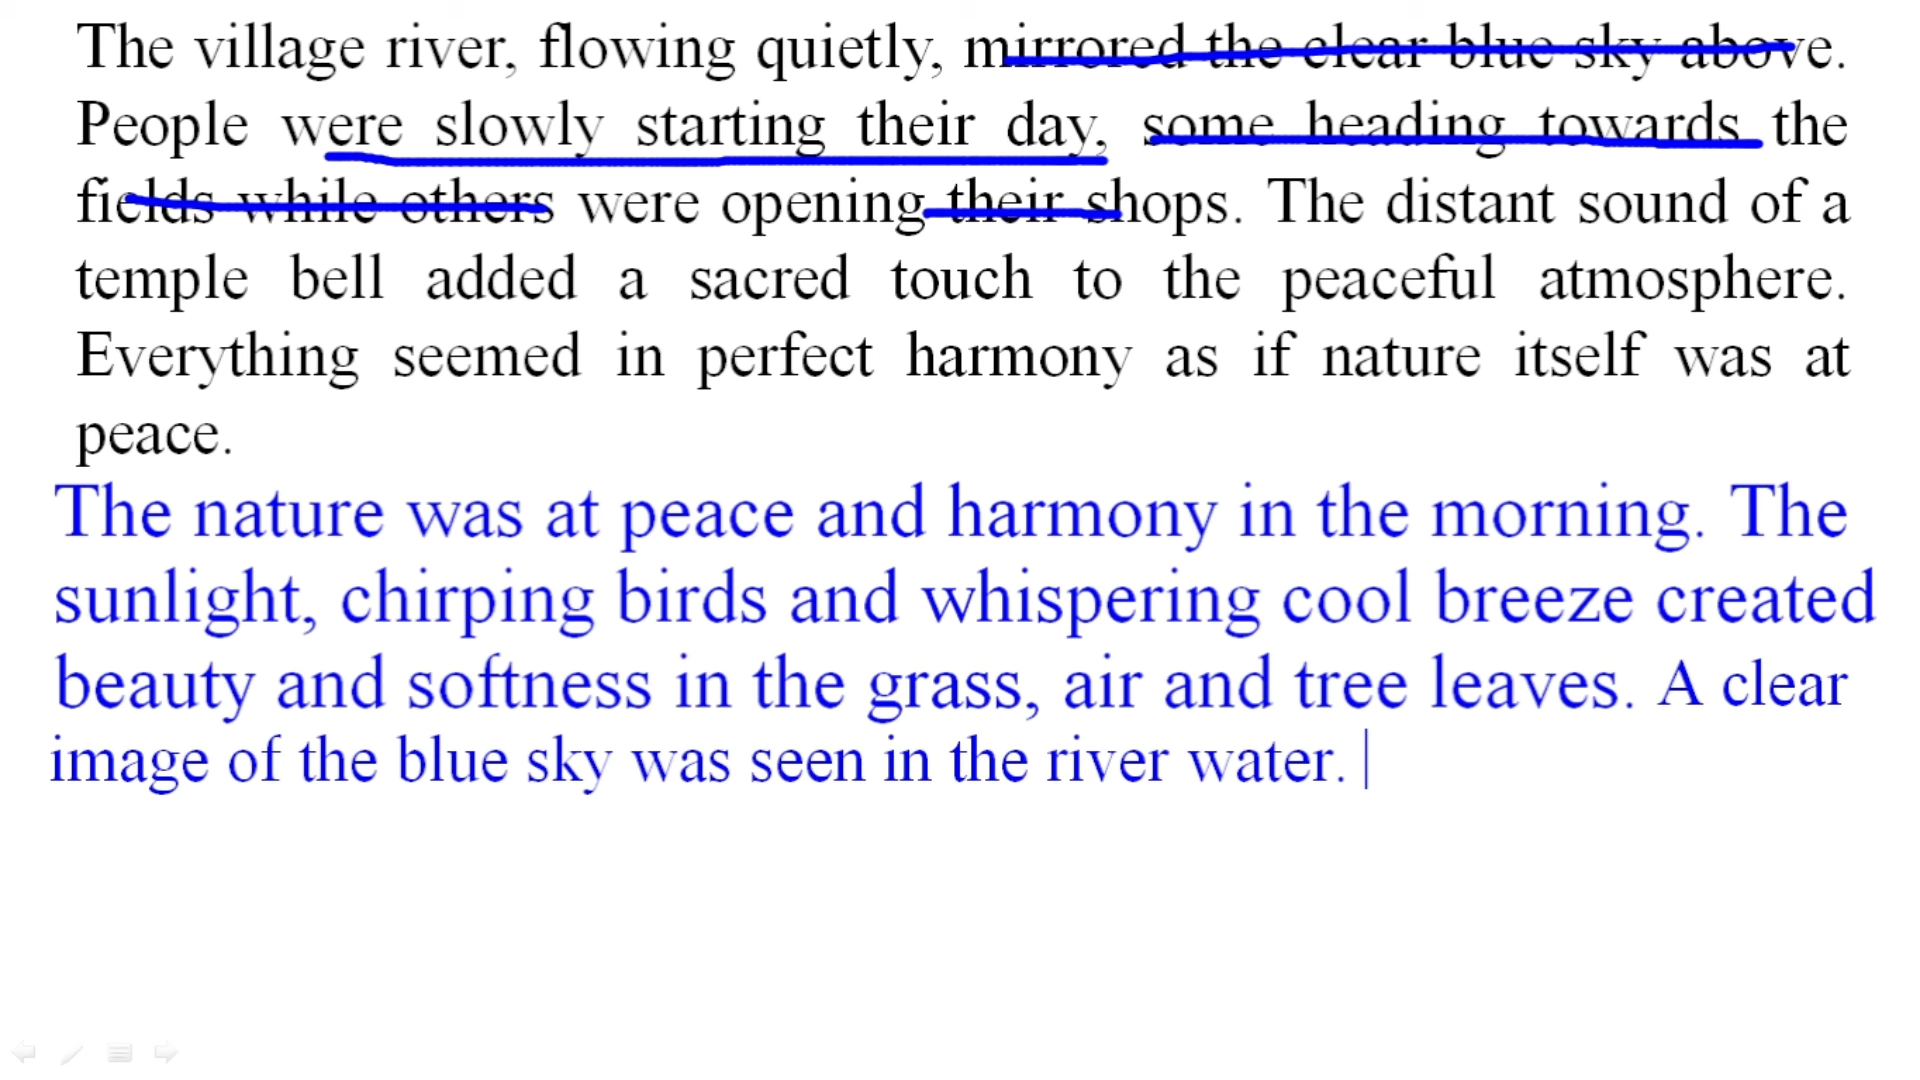 The village river, flowing quietly, mirrored the clear blue sky above.
People were slowly starting their day, some heading towards the
fields while others were opening their shops. The distant sound of a
temple bell added a sacred touch to the peaceful atmosphere.
Everything seemed in perfect harmony as if nature itself was at
peace.
The nature was at peace and harmony in the morning. The
sunlight, chirping birds and whispering cool breeze created
beauty and softness in the grass, air and tree leaves. A clear
image of the blue sky was seen in the river water.